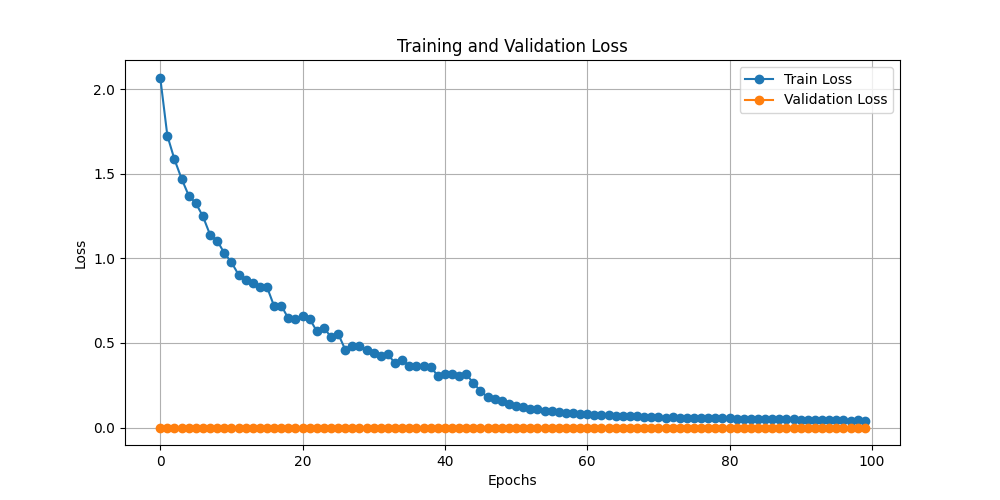 Training and Validation Loss
Train Loss
Validation Loss
2.0
1.5
1.0
0.5
0.0
Loss
0 20 40 60 80 100
Epochs